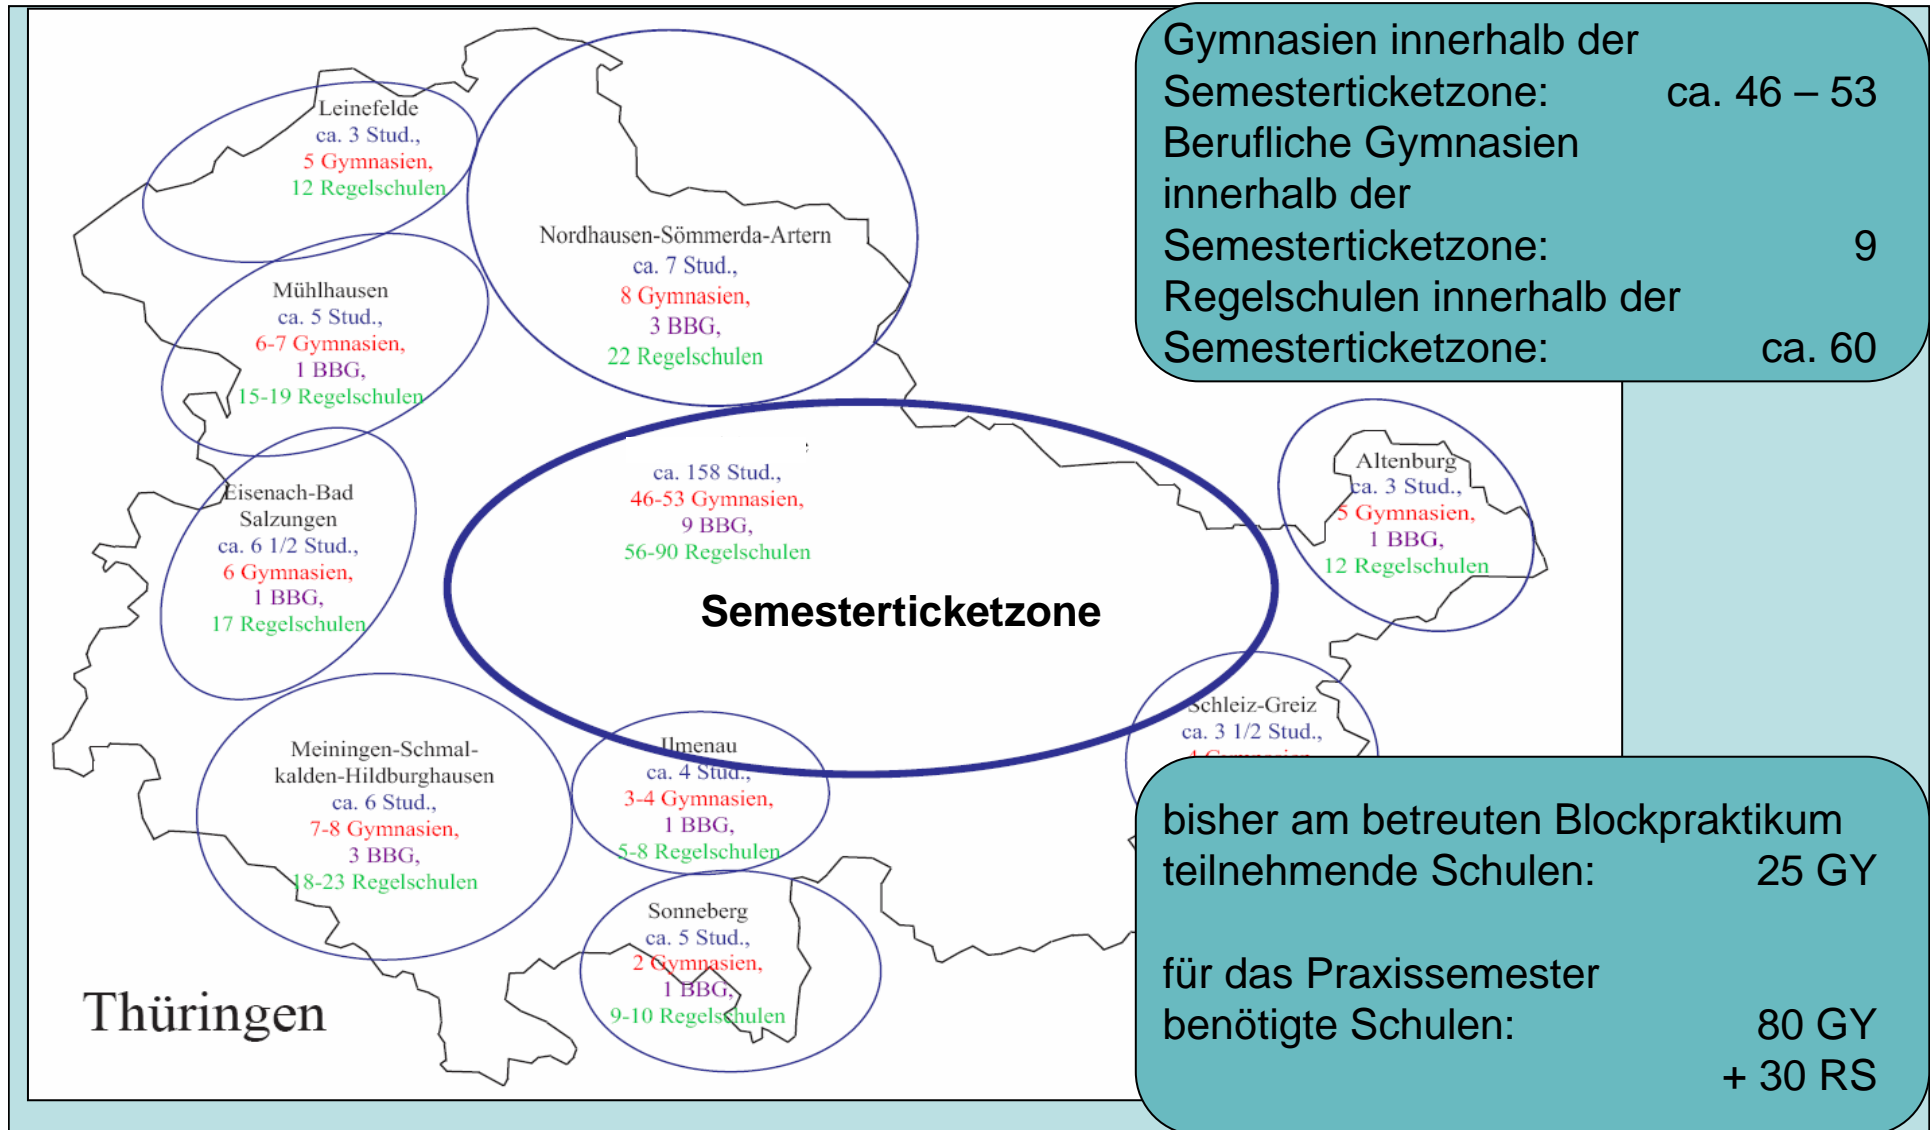 Leinefelde
ca. 3 Stud.,
5 Gymnasien,
12 Regelschulen
Nordhausen-Sömmerda-Artern
ca. 7 Stud.,
8 Gymnasien,
3 BBG,
22 Regelschulen
Mühlhausen
ca. 5 Stud.,
6-7 Gymnasien,
1 BBG,
15-19 Regelschulen
Eisenach-Bad
Salzungen
ca. 6 1/2 Stud.,
6 Gymnasien,
1 BBG,
17 Regelschulen
ca. 158 Stud.,
46-53 Gymnasien,
9 BBG,
56-90 Regelschulen
Semesterticketzone
Altenburg
ca. 3 Stud.,
5 Gymnasien,
1 BBG,
12 Regelschulen
Schleiz-Greiz
ca. 3 1/2 Stud.,
4 Gymnasien
Meiningen-Schmal-
kalden-Hildburghausen
ca. 6 Stud.,
7-8 Gymnasien,
3 BBG,
18-23 Regelschulen
Ilmenau
ca. 4 Stud.,
3-4 Gymnasien,
1 BBG,
5-8 Regelschulen
Sonneberg
ca. 5 Stud.,
2 Gymnasien,
1 BBG,
9-10 Regelschulen
Thüringen
Gymnasien innerhalb der
Semesterticketzone: ca. 46 – 53
Berufliche Gymnasien
innerhalb der
Semesterticketzone: 9
Regelschulen innerhalb der
Semesterticketzone: ca. 60
bisher am betreuten Blockpraktikum
teilnehmende Schulen: 25 GY
für das Praxissemester
benötigte Schulen: 80 GY
+ 30 RS